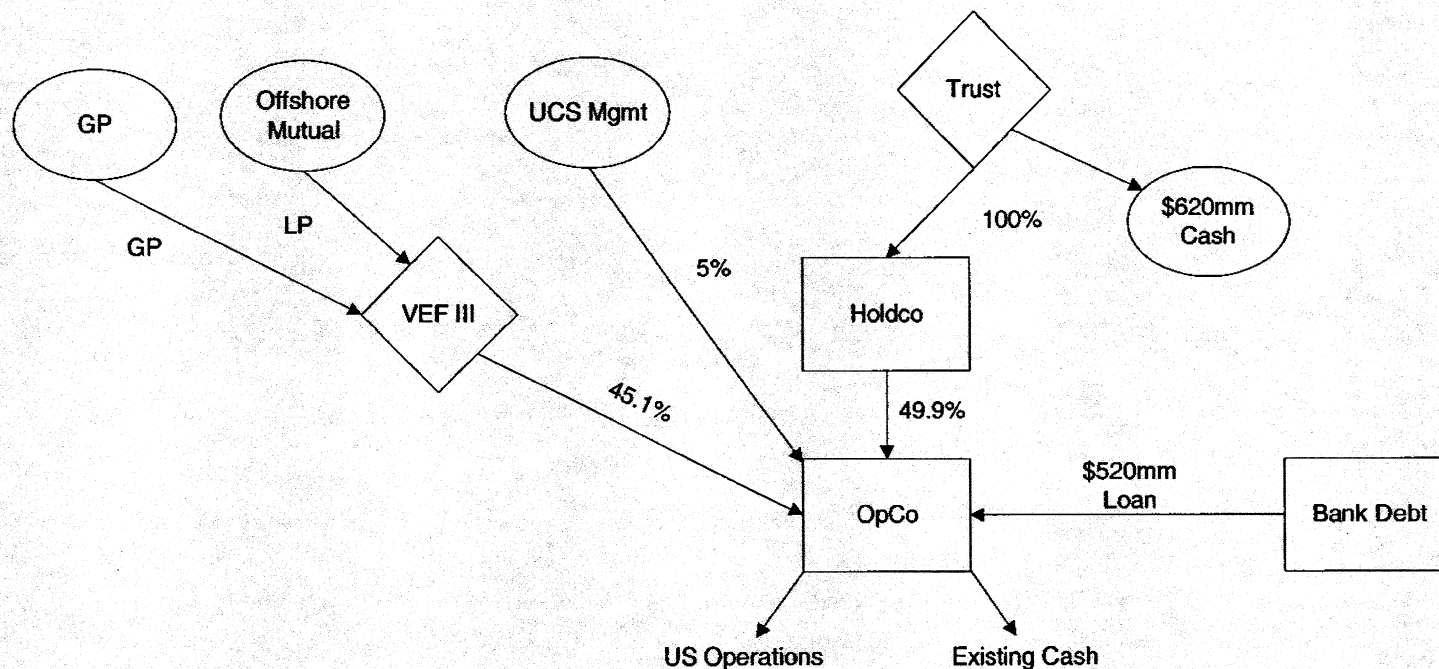 Trust
Offshore
Mutual
GP
UCS Mgmt
$620mm
Cash
100%
LP
GP
5%
VEF III
Holdco
45.1%
49.9%
$520mm
Loan
OpCo
Bank Debt
US Operations
Existing Cash